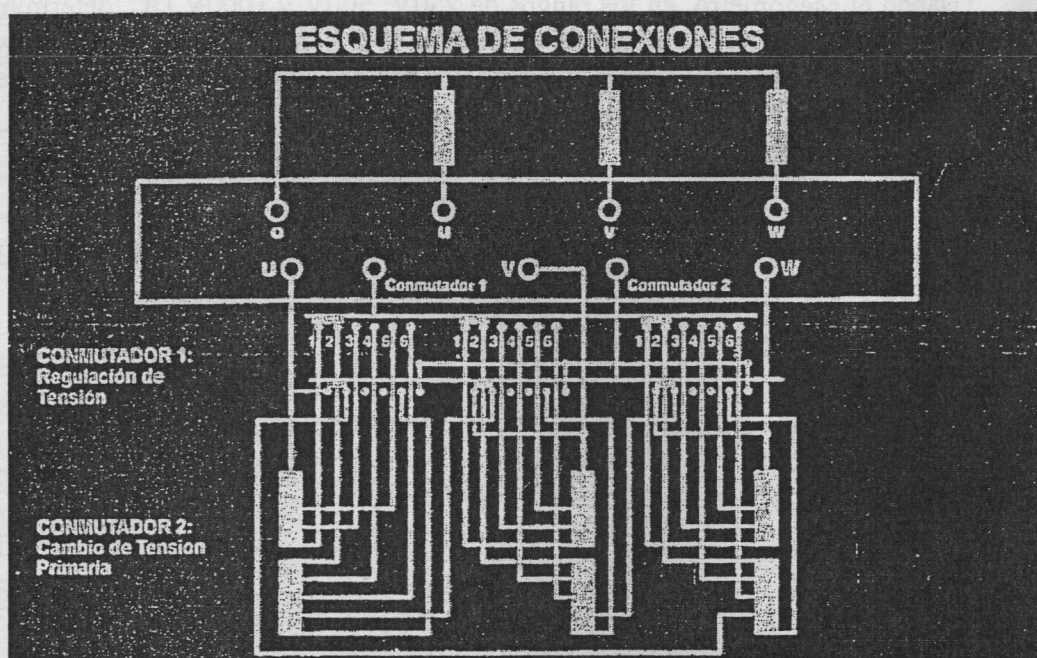 ESQUEMA DE CONEXIONES
o u v w
U Conmutador 1 V Conmutador 2 W
1 2 3 4 5 6 1 2 3 4 5 6 1 2 3 4 5 6
CONMUTADOR 1:
Regulación de
Tensión
CONMUTADOR 2:
Cambio de Tension
Primaria